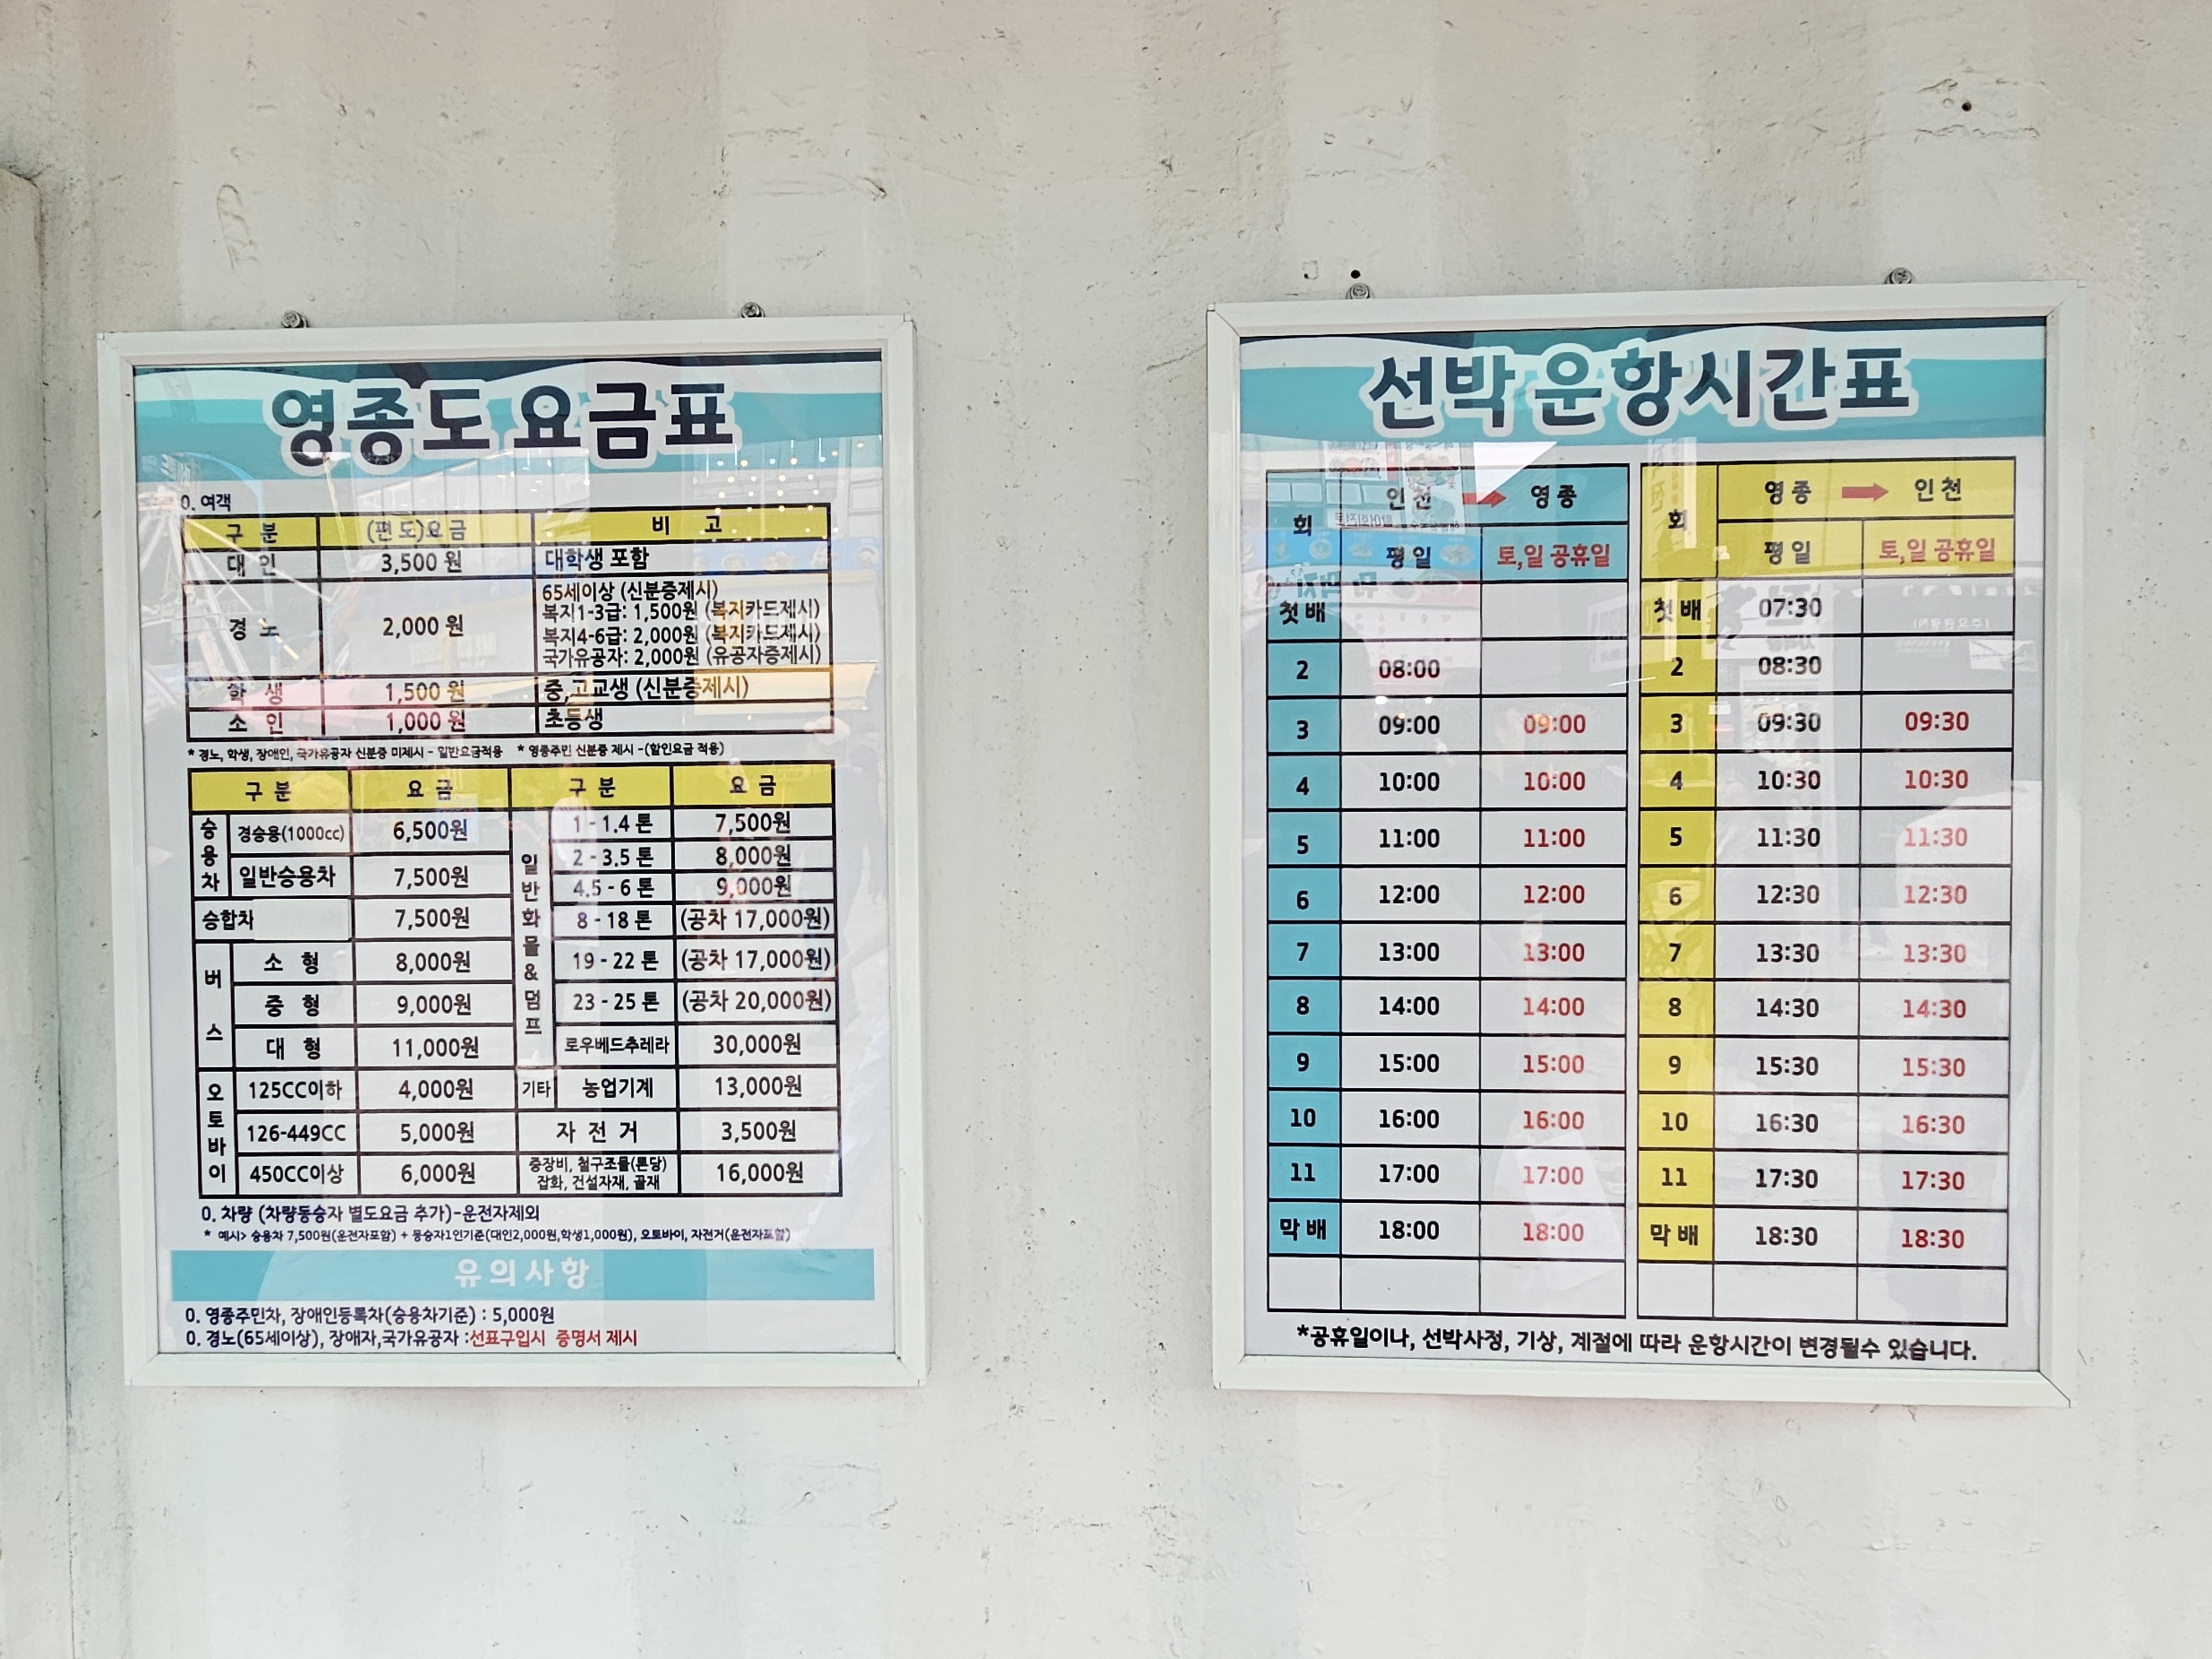 영종도 요금표
0. 여객
구 분 (편도)요금 비 고
대 인 3,500 원 대학생 포함
경 노 2,000 원 65세이상 (신분증제시)
복지1-3급: 1,500원 (복지카드제시)
복지4-6급: 2,000원 (복지카드제시)
국가유공자: 2,000원 (유공자증제시)
학 생 1,500 원 중,고교생 (신분증제시)
소 인 1,000 원 초등생
* 경노, 학생, 장애인, 국가유공자 신분증 미제시 - 일반요금적용 * 영종주민 신분증 제시 -(할인요금 적용)
구 분 요 금 구 분 요 금
승용차 경승용(1000cc) 6,500원 일반화물&덤프 1 - 1.4 톤 7,500원
2 - 3.5 톤 8,000원
일반승용차 7,500원 4.5 - 6 톤 9,000원
승합차 7,500원 8 - 18 톤 (공차 17,000원)
버스 소 형 8,000원 19 - 22 톤 (공차 17,000원)
중 형 9,000원 23 - 25 톤 (공차 20,000원)
대 형 11,000원 로우베드추레라 30,000원
오토바이 125CC이하 4,000원 기타 농업기계 13,000원
126-449CC 5,000원 자 전 거 3,500원
450CC이상 6,000원 중장비, 철구조물(톤당) 16,000원
잡화, 건설자재, 골재
0. 차량 (차량동승자 별도요금 추가)-운전자제외
* 예시> 승용차 7,500원(운전자포함) + 동승자1인기준(대인2,000원,학생1,000원), 오토바이, 자전거(운전자포함)
유의사항
0. 영종주민차, 장애인등록차(승용차기준) : 5,000원
0. 경노(65세이상), 장애자,국가유공자 :선표구입시 증명서 제시
선박 운항시간표
회 인천 → 영종 회 영종 → 인천
평일 토,일 공휴일 평일 토,일 공휴일
첫배 첫배 07:30
2 08:00 2 08:30
3 09:00 09:00 3 09:30 09:30
4 10:00 10:00 4 10:30 10:30
5 11:00 11:00 5 11:30 11:30
6 12:00 12:00 6 12:30 12:30
7 13:00 13:00 7 13:30 13:30
8 14:00 14:00 8 14:30 14:30
9 15:00 15:00 9 15:30 15:30
10 16:00 16:00 10 16:30 16:30
11 17:00 17:00 11 17:30 17:30
막배 18:00 18:00 막배 18:30 18:30
*공휴일이나, 선박사정, 기상, 계절에 따라 운항시간이 변경될수 있습니다.